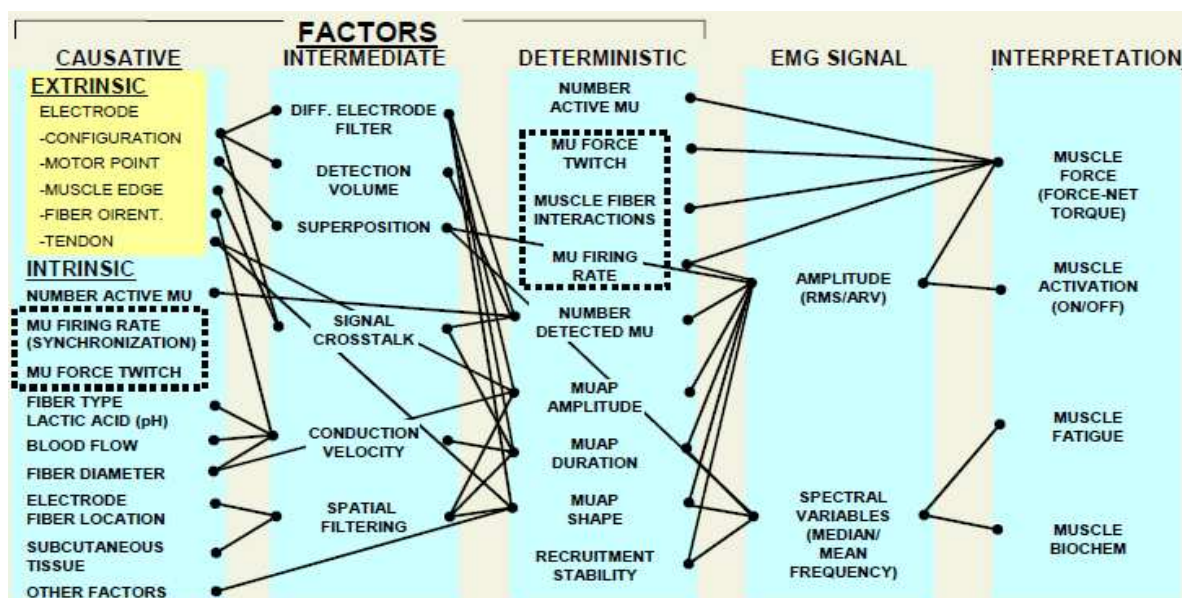 FACTORS
CAUSATIVE
EXTRINSIC
ELECTRODE
-CONFIGURATION
-MOTOR POINT
-MUSCLE EDGE
-FIBER OIRENT.
-TENDON
INTRINSIC
NUMBER ACTIVE MU
MU FIRING RATE
(SYNCHRONIZATION)
MU FORCE TWITCH
FIBER TYPE
LACTIC ACID (pH)
BLOOD FLOW
FIBER DIAMETER
ELECTRODE
FIBER LOCATION
SUBCUTANEOUS
TISSUE
OTHER FACTORS
INTERMEDIATE
DIFF. ELECTRODE
FILTER
DETECTION
VOLUME
SUPERPOSITION
SIGNAL
CROSSTALK
CONDUCTION
VELOCITY
SPATIAL
FILTERING
DETERMINISTIC
NUMBER
ACTIVE MU
MU FORCE
TWITCH
MUSCLE FIBER
INTERACTIONS
MU FIRING
RATE
NUMBER
DETECTED MU
MUAP
AMPLITUDE
MUAP
DURATION
MUAP
SHAPE
RECRUITMENT
STABILITY
EMG SIGNAL
AMPLITUDE
(RMS/ARV)
SPECTRAL
VARIABLES
(MEDIAN/
MEAN
FREQUENCY)
INTERPRETATION
MUSCLE
FORCE
(FORCE-NET
TORQUE)
MUSCLE
ACTIVATION
(ON/OFF)
MUSCLE
FATIGUE
MUSCLE
BIOCHEM